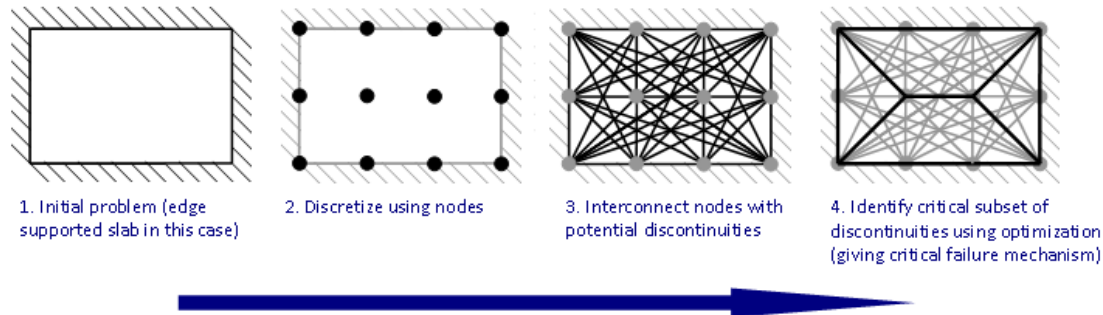 1. Initial problem (edge
supported slab in this case)
2. Discretize using nodes
3. Interconnect nodes with
potential discontinuities
4. Identify critical subset of
discontinuities using optimization
(giving critical failure mechanism)